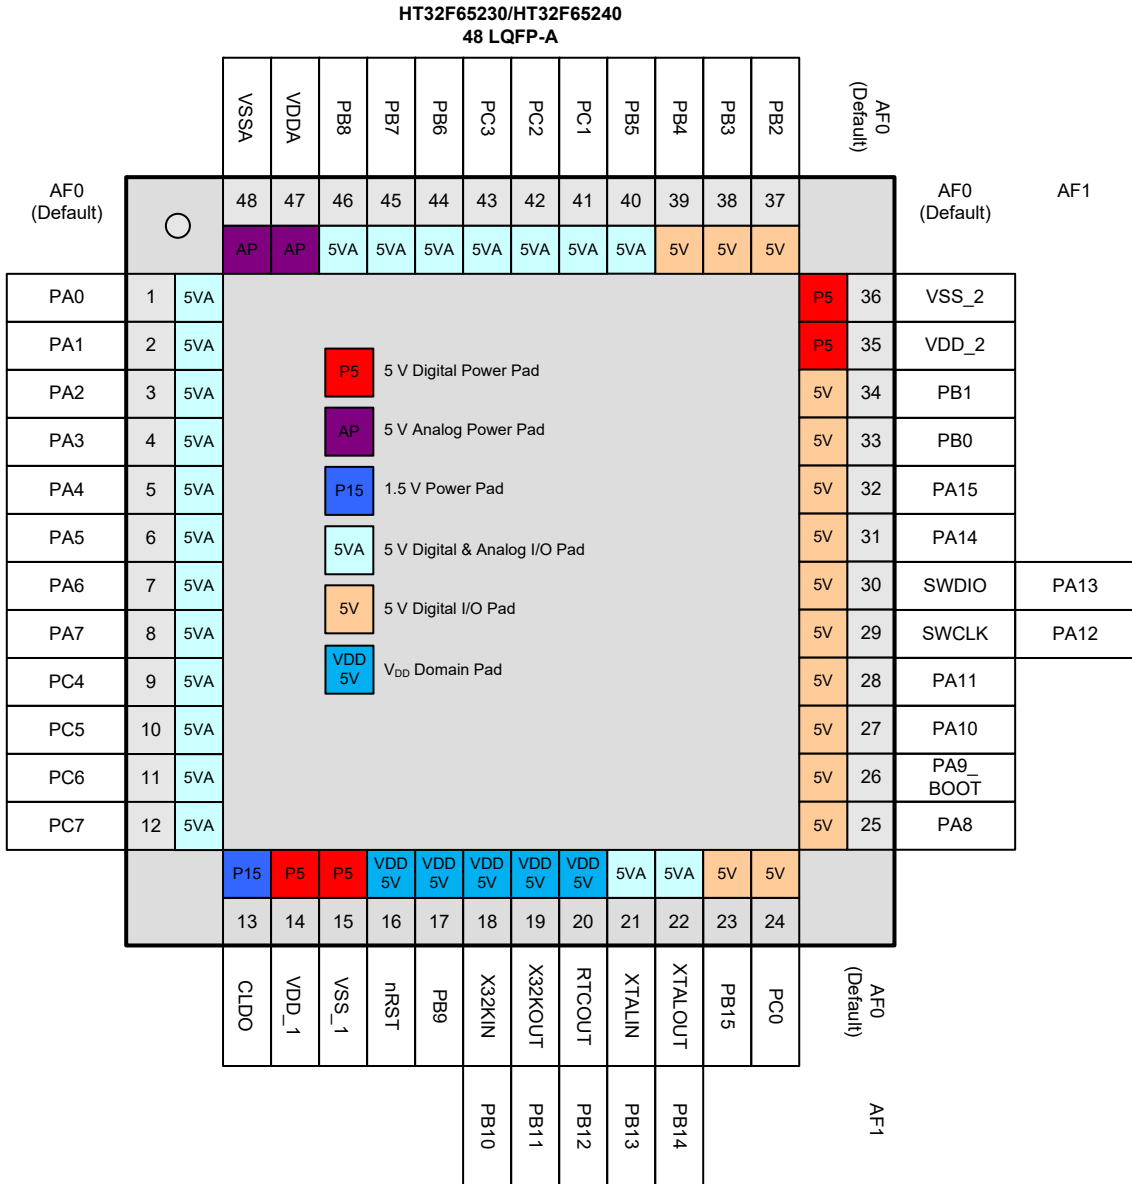 HT32F65230/HT32F65240
48 LQFP-A
VSSA
VDDA
PB8
PB7
PB6
PC3
PC2
PC1
PB5
PB4
PB3
PB2
AF0
(Default)
AF0
(Default)
48
47
46
45
44
43
42
41
40
39
38
37
AF0
(Default)
AF1
AP
AP
5VA
5VA
5VA
5VA
5VA
5VA
5VA
5V
5V
5V
PA0 1 5VA
P5 36 VSS_2
PA1 2 5VA
P5 35 VDD_2
PA2 3 5VA
5V 34 PB1
PA3 4 5VA
5V 33 PB0
PA4 5 5VA
5V 32 PA15
PA5 6 5VA
5V 31 PA14
PA6 7 5VA
5V 30 SWDIO PA13
PA7 8 5VA
5V 29 SWCLK PA12
PC4 9 5VA
5V 28 PA11
PC5 10 5VA
5V 27 PA10
PC6 11 5VA
5V 26 PA9_
BOOT
PC7 12 5VA
5V 25 PA8
P5 5 V Digital Power Pad
AP 5 V Analog Power Pad
P15 1.5 V Power Pad
5VA 5 V Digital & Analog I/O Pad
5V 5 V Digital I/O Pad
VDD
5V
VDD Domain Pad
P15
P5
P5
VDD
5V
VDD
5V
VDD
5V
VDD
5V
VDD
5V
5VA
5VA
5V
5V
13
14
15
16
17
18
19
20
21
22
23
24
CLDO
VDD_1
VSS_1
nRST
PB9
X32KIN
X32KOUT
RTCOUT
XTALIN
XTALOUT
PB15
PC0
AF0
(Default)
PB10
PB11
PB12
PB13
PB14
AF1